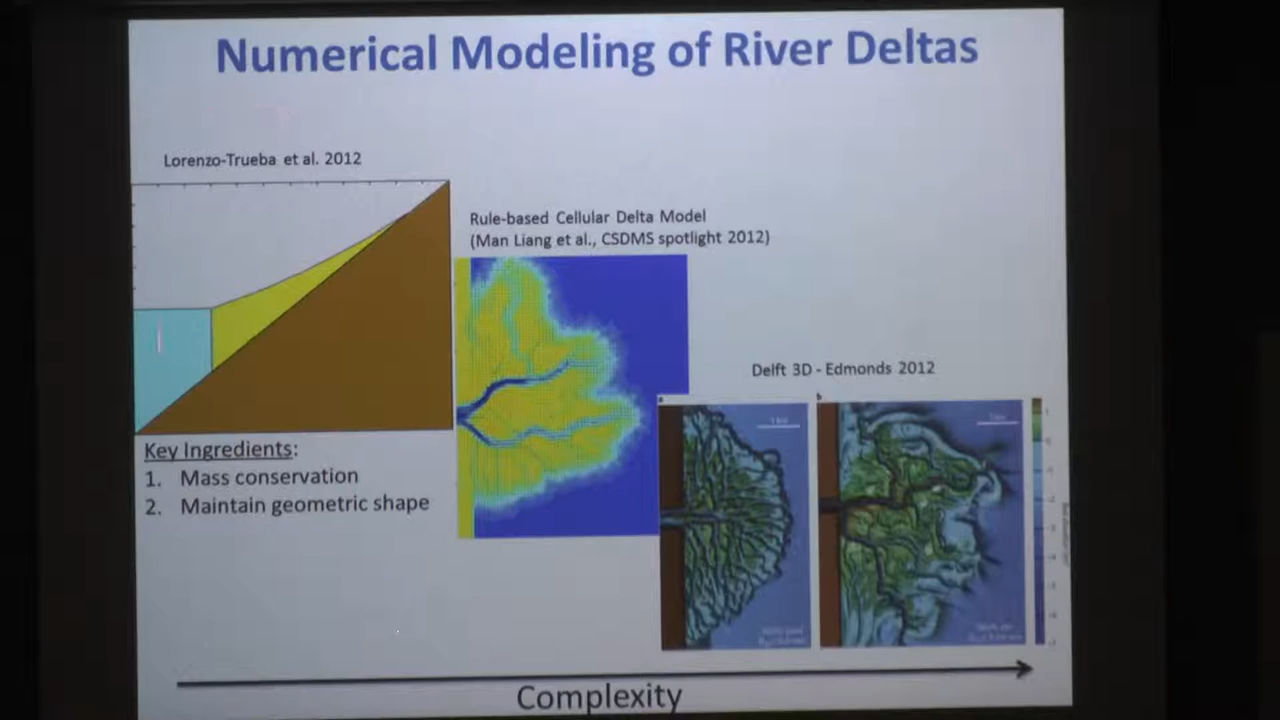 Numerical Modeling of River Deltas
Lorenzo-Trueba et al. 2012
Rule-based Cellular Delta Model
(Man Liang et al., CSDMS spotlight 2012)
Delft 3D - Edmonds 2012
a
b
Key Ingredients:
1. Mass conservation
2. Maintain geometric shape
Complexity